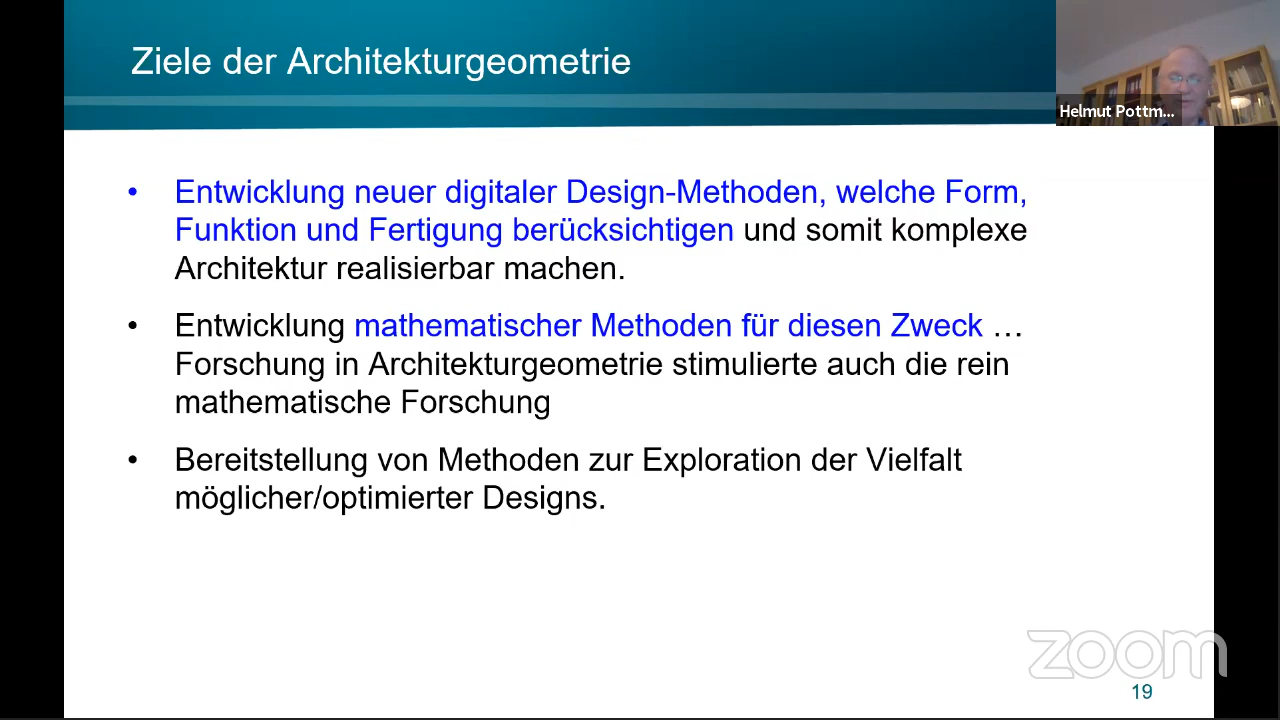 Ziele der Architekturgeometrie
Helmut Pottm...
• Entwicklung neuer digitaler Design-Methoden, welche Form,
Funktion und Fertigung berücksichtigen und somit komplexe
Architektur realisierbar machen.
• Entwicklung mathematischer Methoden für diesen Zweck …
Forschung in Architekturgeometrie stimulierte auch die rein
mathematische Forschung
• Bereitstellung von Methoden zur Exploration der Vielfalt
möglicher/optimierter Designs.
zoom
19